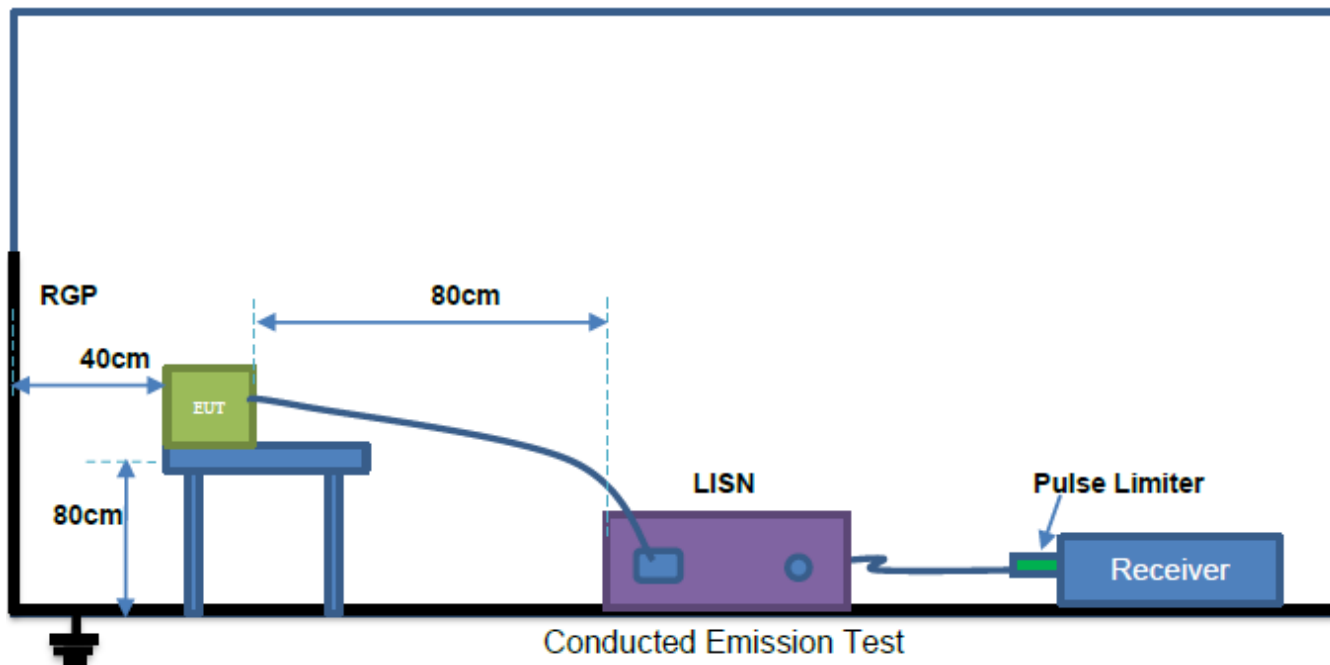 RGP
80cm
40cm
EUT
80cm
LISN
Pulse Limiter
Receiver
Conducted Emission Test